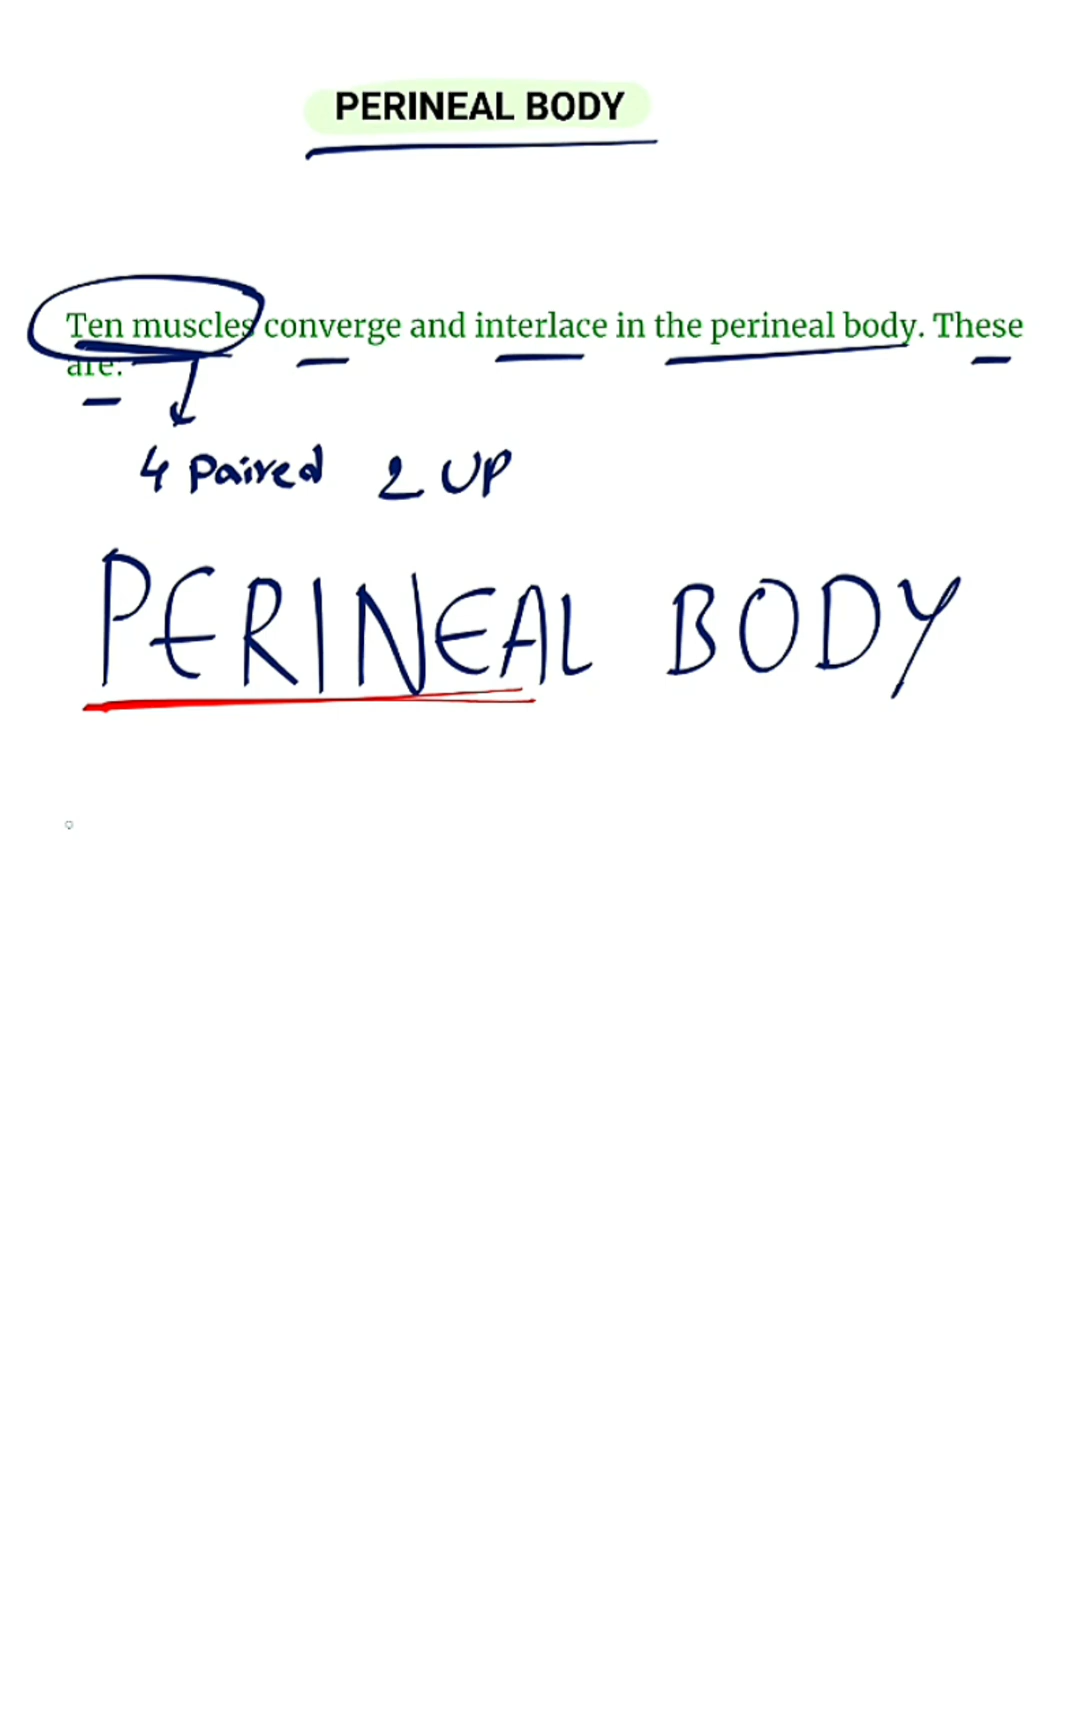 PERINEAL BODY
Ten muscles converge and interlace in the perineal body. These
are:
4 Paired 2 UP
PERINEAL BODY